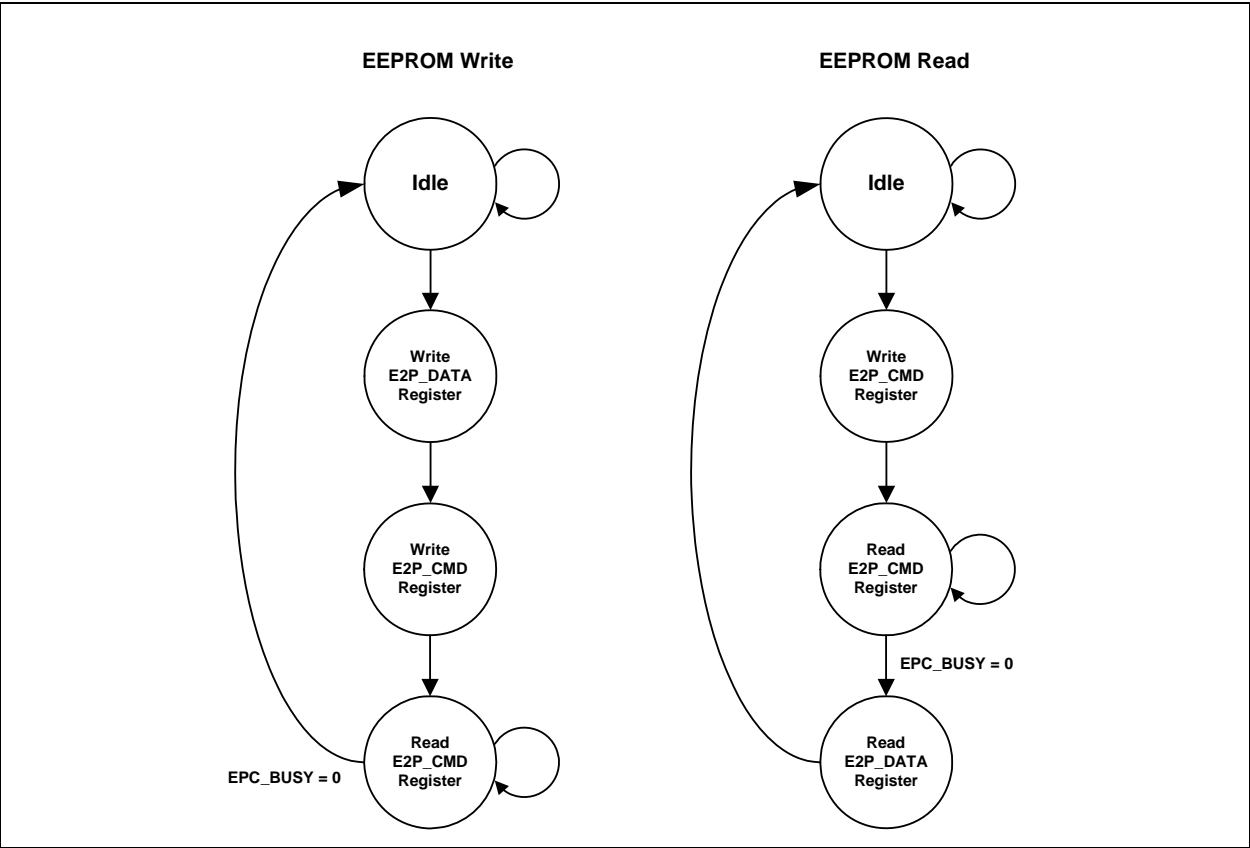 EEPROM Write
Idle
Write
E2P_DATA
Register
Write
E2P_CMD
Register
Read
E2P_CMD
Register
EPC_BUSY = 0
EEPROM Read
Idle
Write
E2P_CMD
Register
Read
E2P_CMD
Register
EPC_BUSY = 0
Read
E2P_DATA
Register